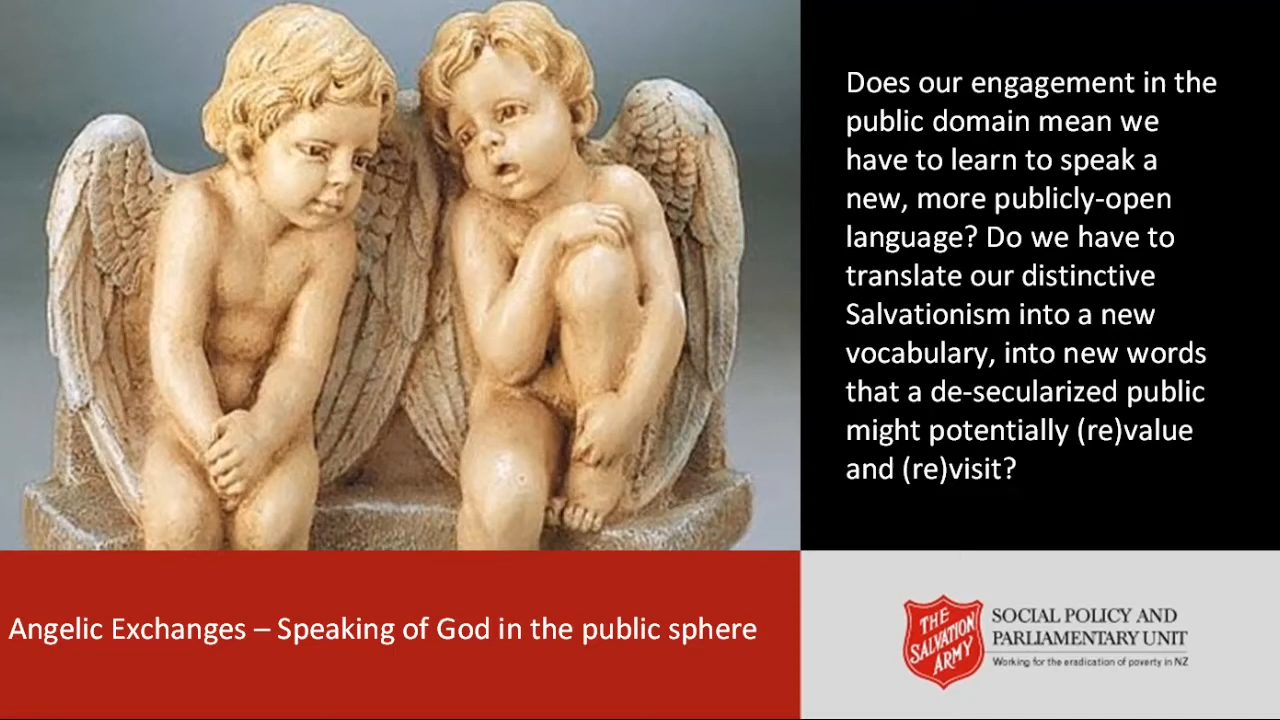 Does our engagement in the
public domain mean we
have to learn to speak a
new, more publicly-open
language? Do we have to
translate our distinctive
Salvationism into a new
vocabulary, into new words
that a de-secularized public
might potentially (re)value
and (re)visit?
Angelic Exchanges – Speaking of God in the public sphere
THE
SALVATION
ARMY
SOCIAL POLICY AND
PARLIAMENTARY UNIT
Working for the eradication of poverty in NZ